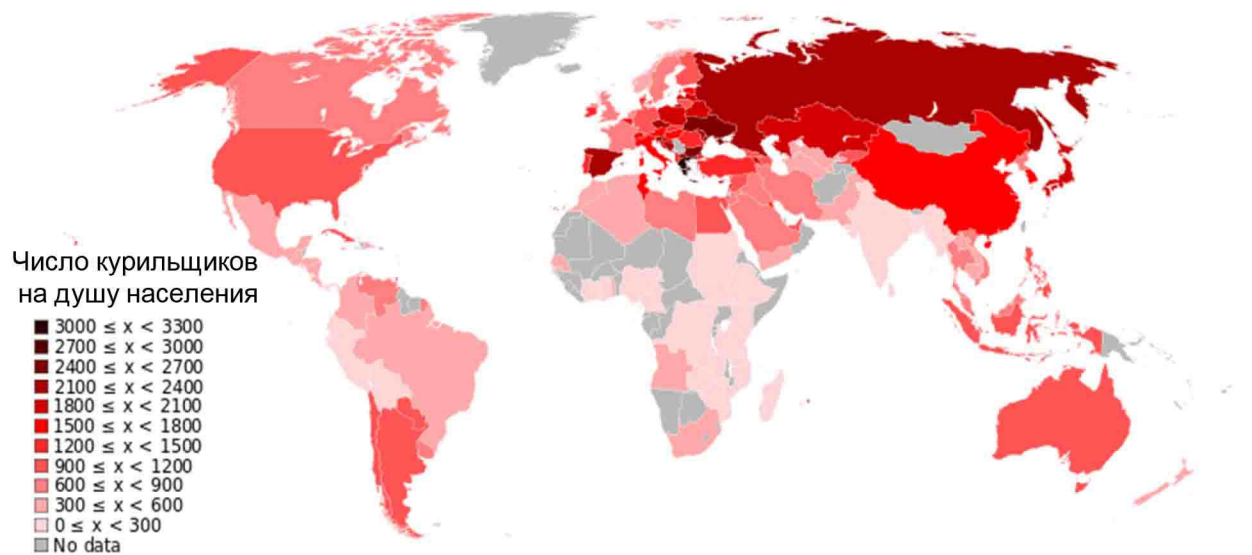 Число курильщиков
на душу населения
3000 ≤ x < 3300
2700 ≤ x < 3000
2400 ≤ x < 2700
2100 ≤ x < 2400
1800 ≤ x < 2100
1500 ≤ x < 1800
1200 ≤ x < 1500
900 ≤ x < 1200
600 ≤ x < 900
300 ≤ x < 600
0 ≤ x < 300
No data